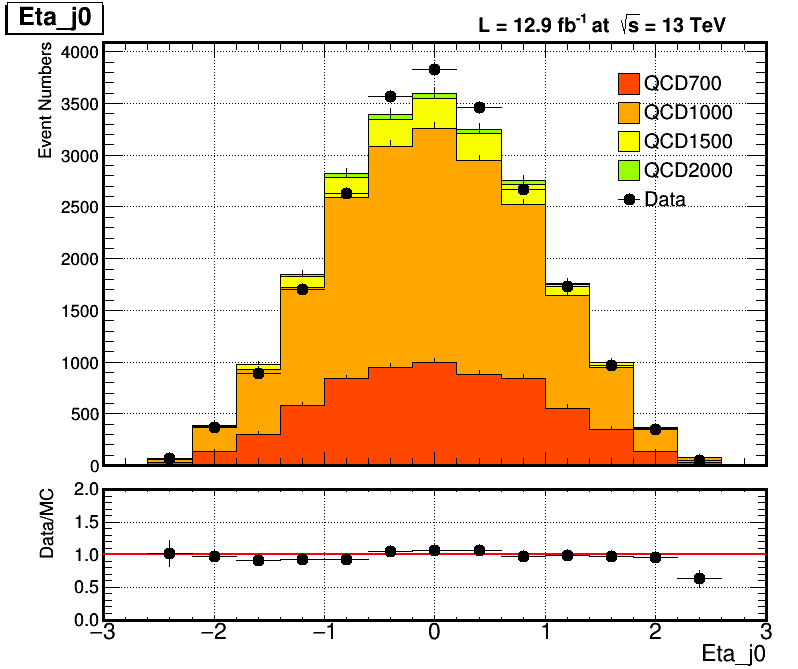 Eta_j0
L = 12.9 fb⁻¹ at √s = 13 TeV
Event Numbers
4000
3500
3000
2500
2000
1500
1000
500
0
QCD700
QCD1000
QCD1500
QCD2000
Data
Data/MC
2.0
1.5
1.0
0.5
0.0
−3 −2 −1 0 1 2 3
Eta_j0